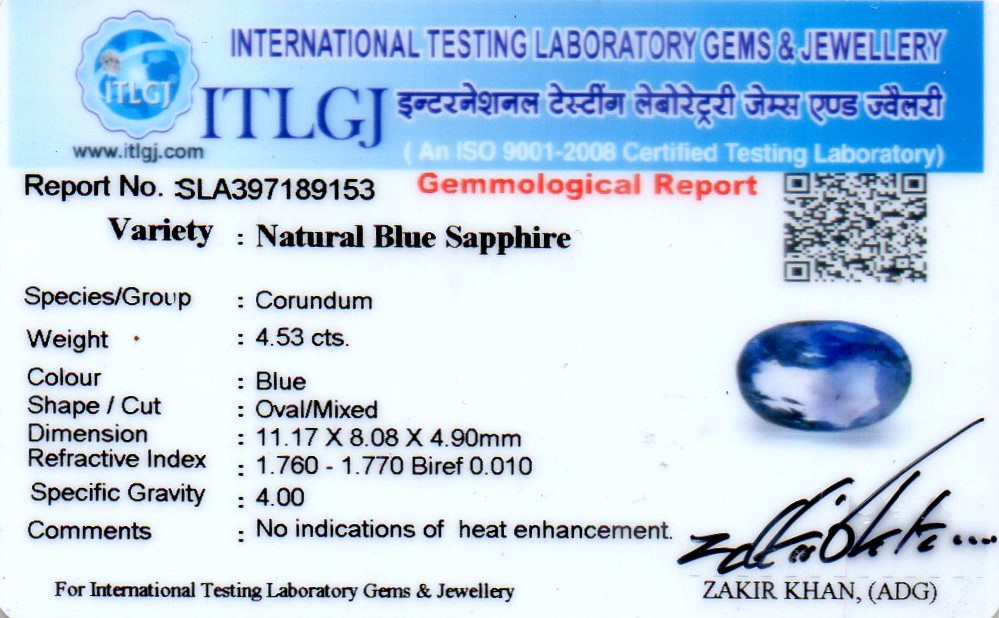 INTERNATIONAL TESTING LABORATORY GEMS & JEWELLERY
ITLGJ
ITLGJ इन्टरनेशनल टेस्टींग लेबोरेट्ररी जेम्स एण्ड ज्वैलरी
www.itlgj.com
( An ISO 9001-2008 Certified Testing Laboratory)
Report No. :SLA397189153
Gemmological Report
Variety : Natural Blue Sapphire
Species/Group : Corundum
Weight : 4.53 cts.
Colour : Blue
Shape / Cut : Oval/Mixed
Dimension : 11.17 X 8.08 X 4.90mm
Refractive Index : 1.760 - 1.770 Biref 0.010
Specific Gravity : 4.00
Comments : No indications of heat enhancement.
For International Testing Laboratory Gems & Jewellery
ZAKIR KHAN, (ADG)